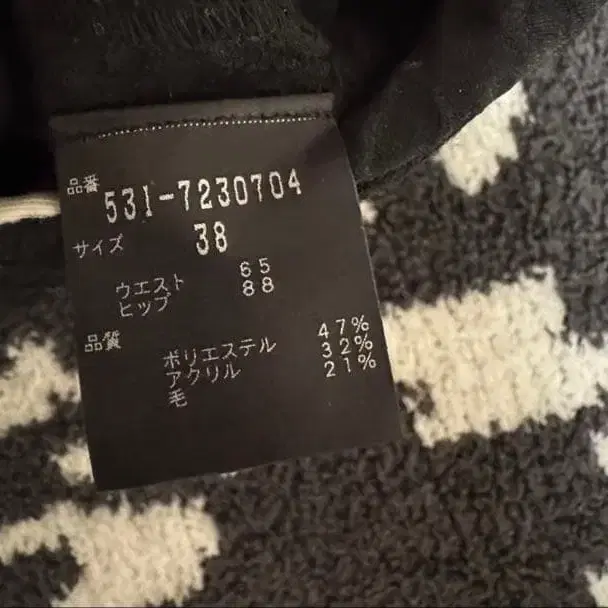 品番 531-7230704
サイズ 38
ウエスト 65
ヒップ 88
品質
ポリエステル 47%
アクリル 32%
毛 21%